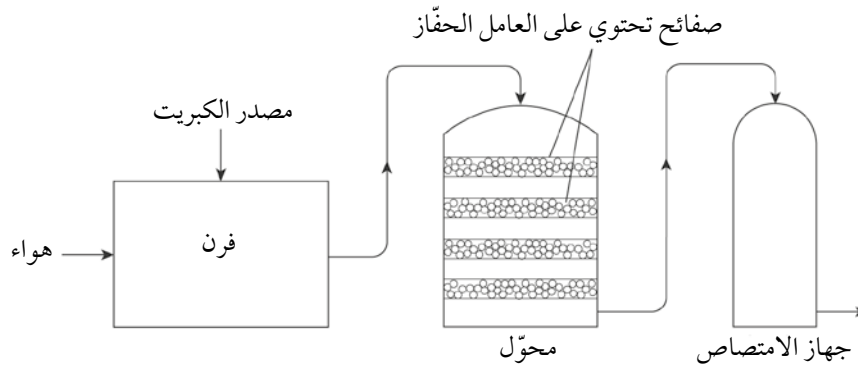 صفائح تحتوي على العامل الحفّاز
مصدر الكبريت
هواء
فرن
محوّل
جهاز الامتصاص